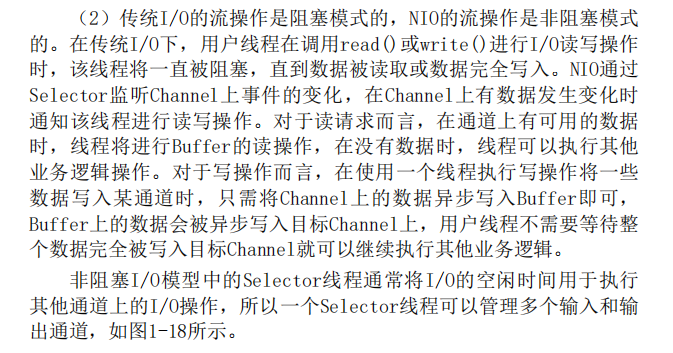 (2)传统I/O的流操作是阻塞模式的,NIO的流操作是非阻塞模式
的。在传统I/O下,用户线程在调用read()或write()进行I/O读写操作
时,该线程将一直被阻塞,直到数据被读取或数据完全写入。NIO通过
Selector监听Channel上事件的变化,在Channel上有数据发生变化时
通知该线程进行读写操作。对于读请求而言,在通道上有可用的数据
时,线程将进行Buffer的读操作,在没有数据时,线程可以执行其他
业务逻辑操作。对于写操作而言,在使用一个线程执行写操作将一些
数据写入某通道时,只需将Channel上的数据异步写入Buffer即可,
Buffer上的数据会被异步写入目标Channel上,用户线程不需要等待整
个数据完全被写入目标Channel就可以继续执行其他业务逻辑。
非阻塞I/O模型中的Selector线程通常将I/O的空闲时间用于执行
其他通道上的I/O操作,所以一个Selector线程可以管理多个输入和输
出通道,如图1-18所示。